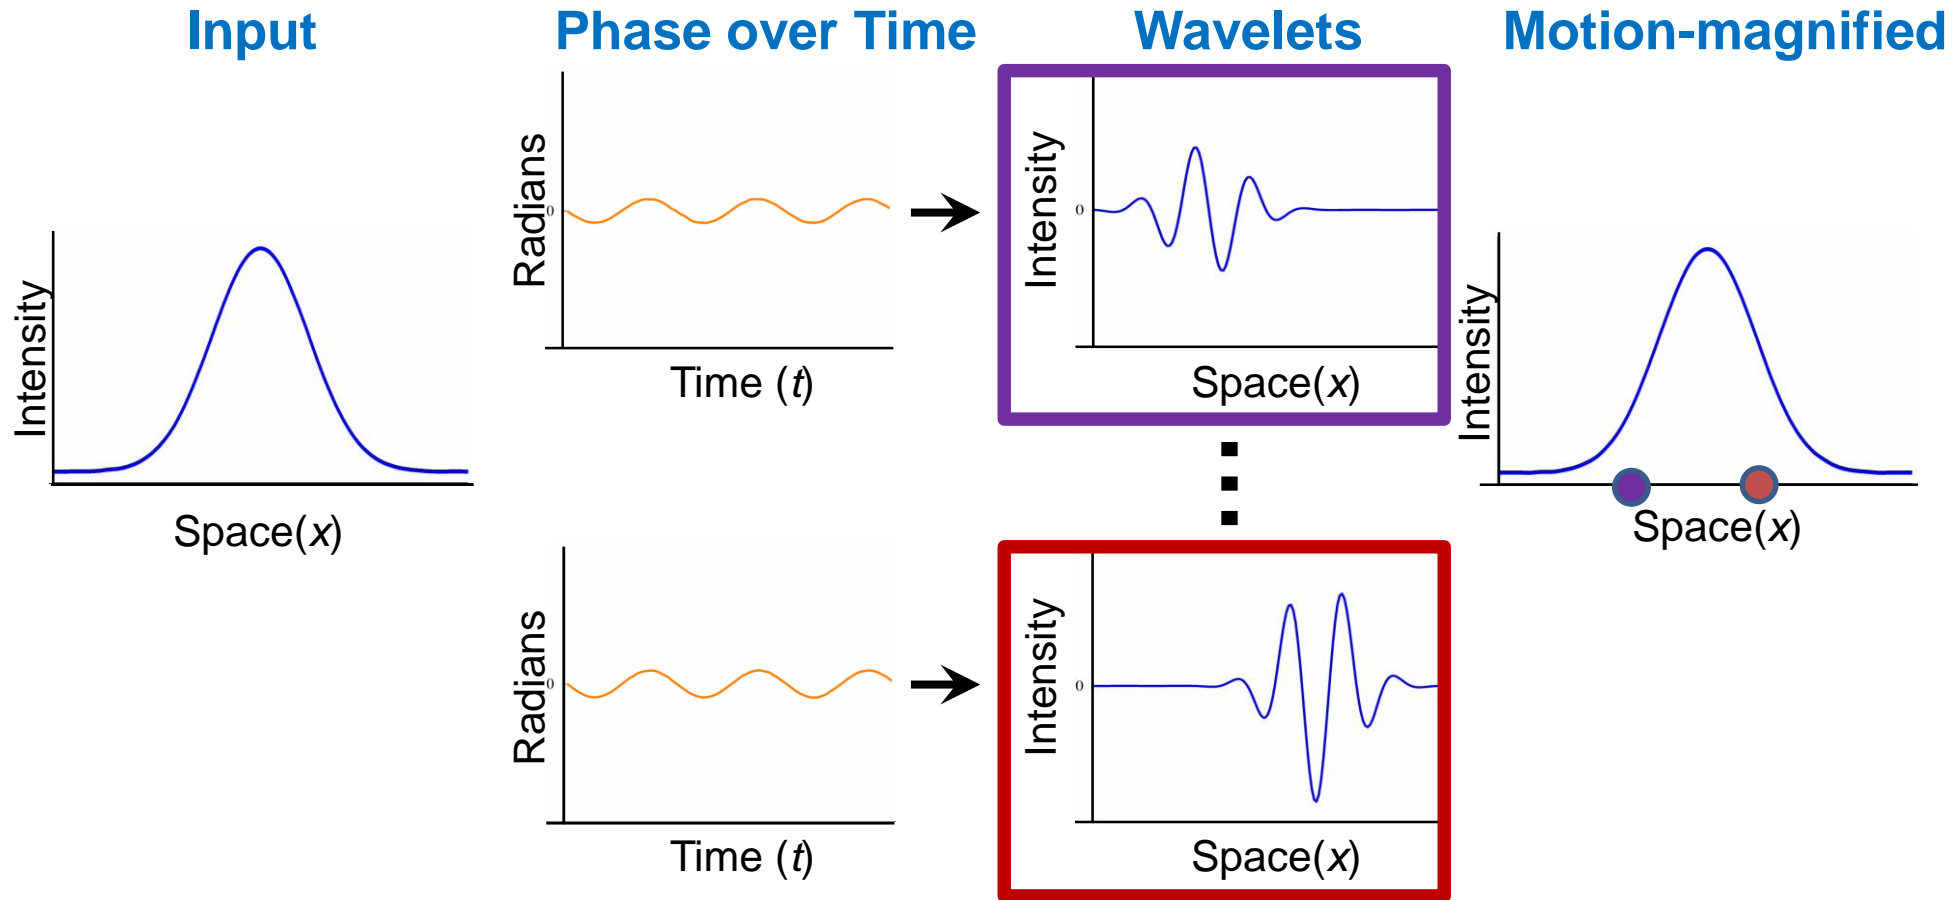 Input
Phase over Time
Wavelets
Motion-magnified
Intensity
Space(x)
Radians
0
Time (t)
Intensity
0
Space(x)
Radians
0
Time (t)
Intensity
0
Space(x)
Intensity
Space(x)